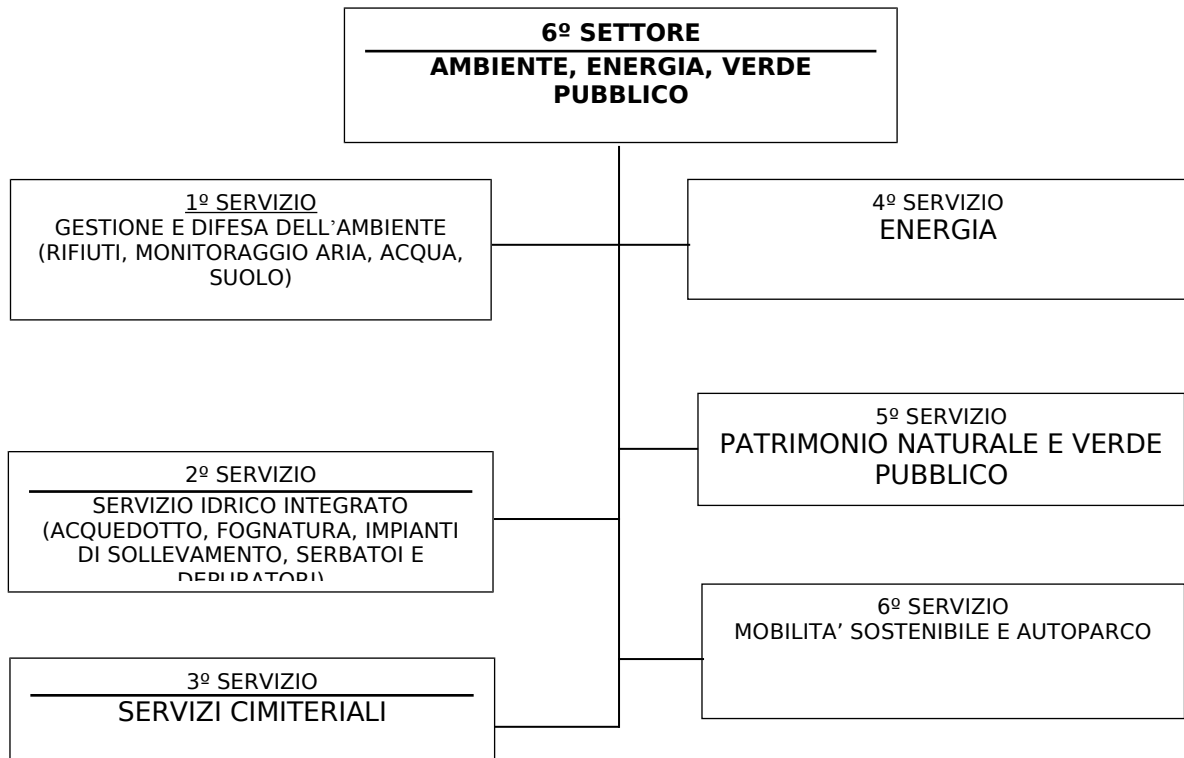 6º SETTORE
AMBIENTE, ENERGIA, VERDE
PUBBLICO
1º SERVIZIO
GESTIONE E DIFESA DELL’AMBIENTE
(RIFIUTI, MONITORAGGIO ARIA, ACQUA,
SUOLO)
2º SERVIZIO
SERVIZIO IDRICO INTEGRATO
(ACQUEDOTTO, FOGNATURA, IMPIANTI
DI SOLLEVAMENTO, SERBATOI E
DEPURATORI)
3º SERVIZIO
SERVIZI CIMITERIALI
4º SERVIZIO
ENERGIA
5º SERVIZIO
PATRIMONIO NATURALE E VERDE
PUBBLICO
6º SERVIZIO
MOBILITA’ SOSTENIBILE E AUTOPARCO